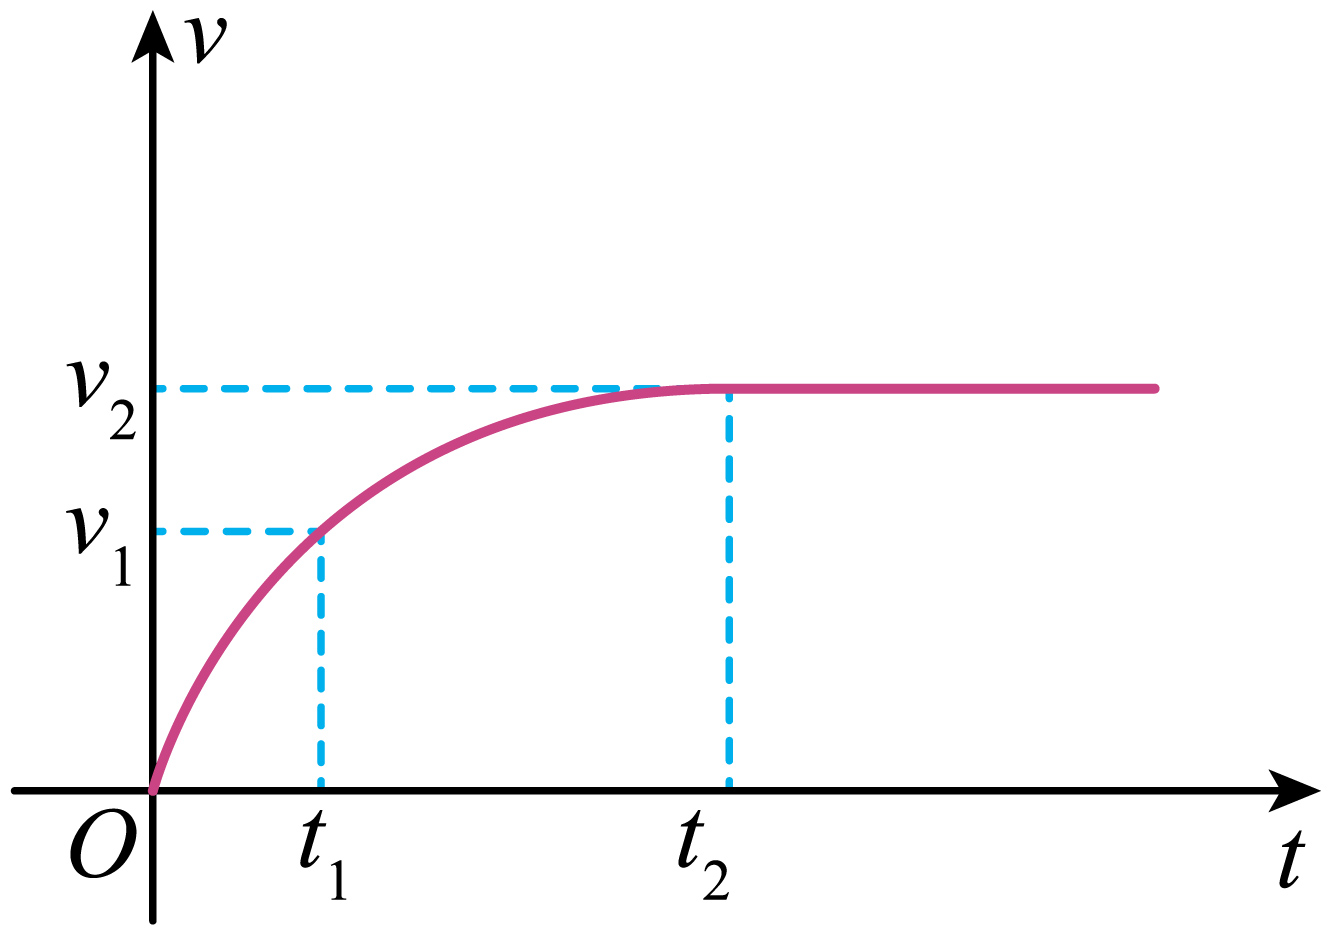 v
v₂
v₁
O t₁ t₂ t